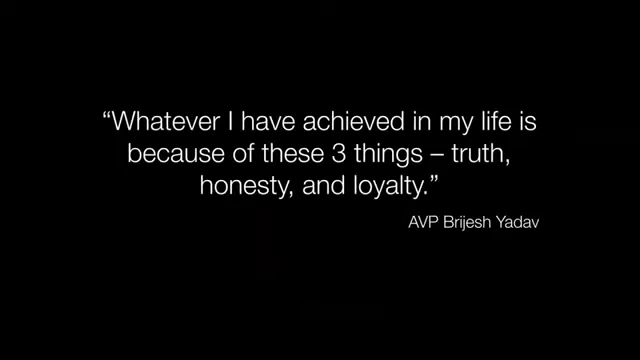 “Whatever I have achieved in my life is
because of these 3 things – truth,
honesty, and loyalty.”
AVP Brijesh Yadav